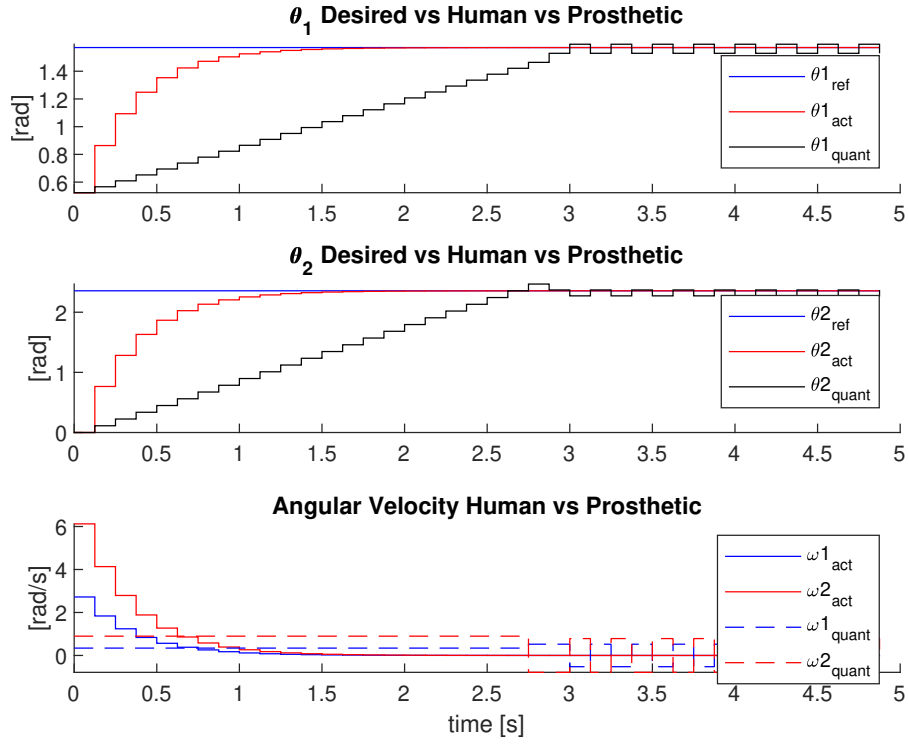 θ₁ Desired vs Human vs Prosthetic
[rad]
1.4
1.2
1
0.8
0.6
θ1ref
θ1act
θ1quant
0 0.5 1 1.5 2 2.5 3 3.5 4 4.5 5
θ₂ Desired vs Human vs Prosthetic
[rad]
2
1
0
θ2ref
θ2act
θ2quant
0 0.5 1 1.5 2 2.5 3 3.5 4 4.5 5
Angular Velocity Human vs Prosthetic
[rad/s]
6
4
2
0
ω1act
ω2act
ω1quant
ω2quant
0 0.5 1 1.5 2 2.5 3 3.5 4 4.5 5
time [s]